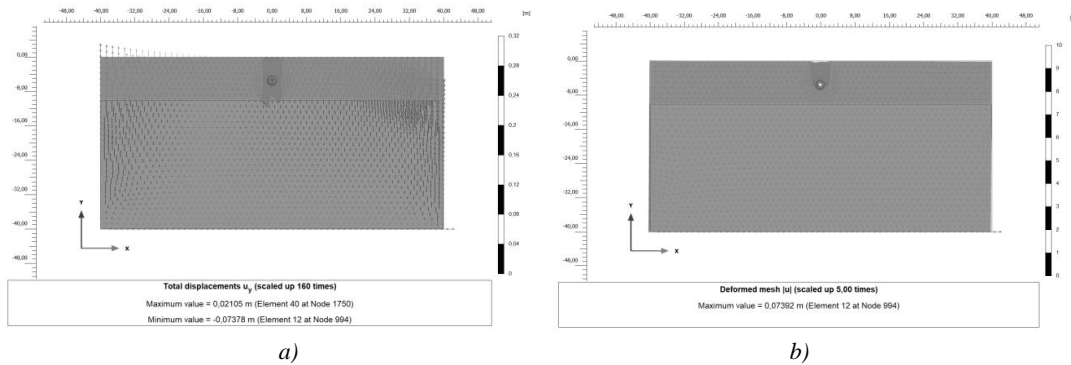 [m]
-48,00 -40,00 -32,00 -24,00 -16,00 -8,00 0,00 8,00 16,00 24,00 32,00 40,00 48,00
0,00
-8,00
-16,00
-24,00
-32,00
-40,00
-48,00
0,32
0,28
0,24
0,2
0,16
0,12
0,08
0,04
0
Y
X
Total displacements uy (scaled up 160 times)
Maximum value = 0,02105 m (Element 40 at Node 1750)
Minimum value = -0,07378 m (Element 12 at Node 994)
a)
-48,00 -40,00 -32,00 -24,00 -16,00 -8,00 0,00 8,00 16,00 24,00 32,00 40,00 48,00
0,00
-8,00
-16,00
-24,00
-32,00
-40,00
-48,00
10
9
8
7
6
5
4
3
2
1
0
Y
X
Deformed mesh |u| (scaled up 5,00 times)
Maximum value = 0,07392 m (Element 12 at Node 994)
b)